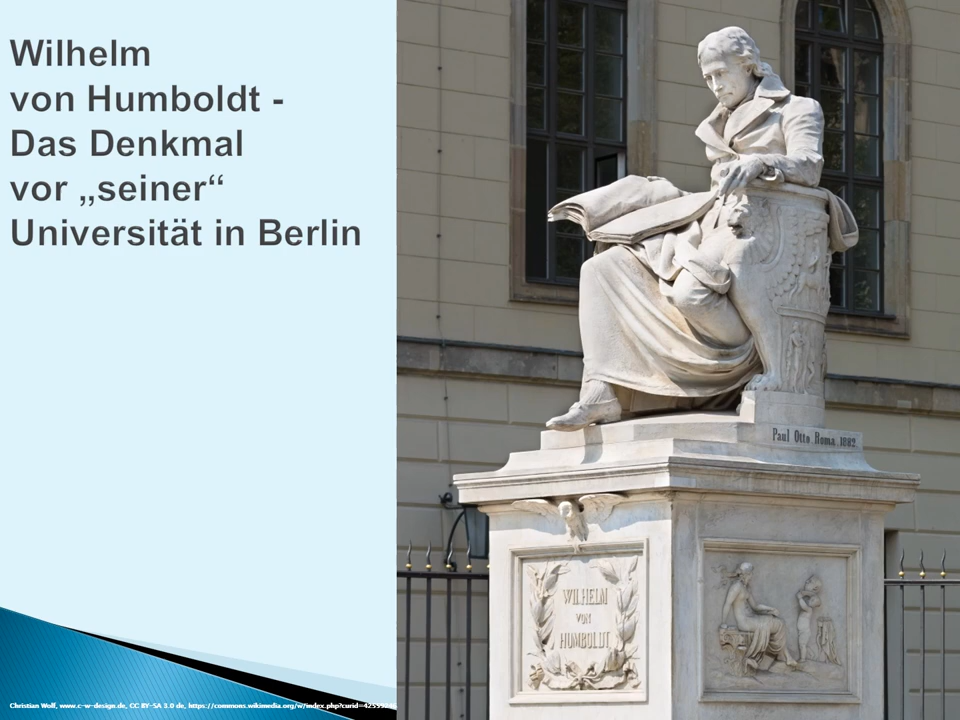 Wilhelm
von Humboldt -
Das Denkmal
vor „seiner“
Universität in Berlin
Paul Otto Roma 1882
WILHELM
VON
HUMBOLDT
Christian Wolf, www.c-w-design.de, CC BY-SA 3.0 de, https://commons.wikimedia.org/w/index.php?